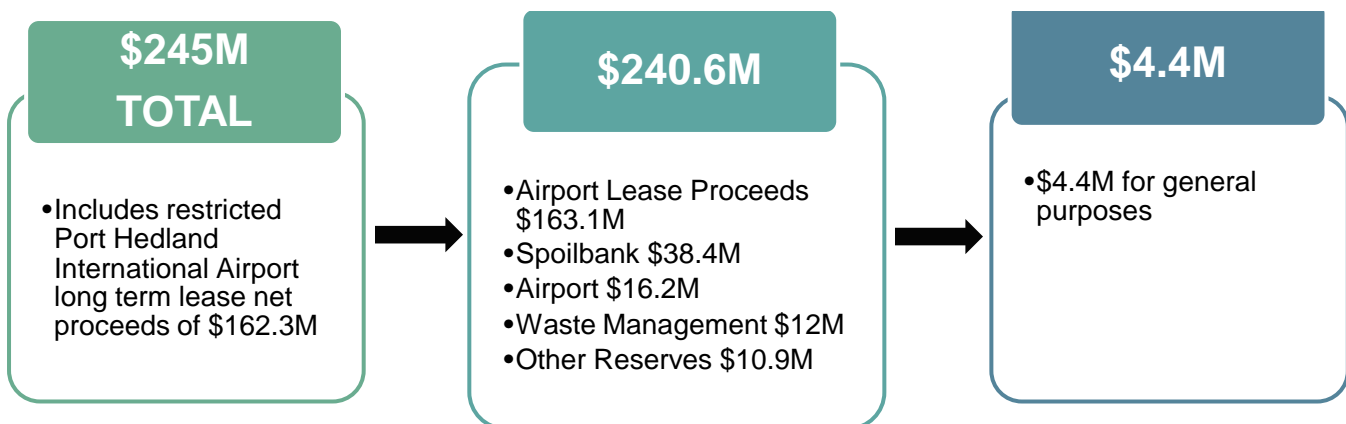 $245M
TOTAL
•Includes restricted
Port Hedland
International Airport
long term lease net
proceeds of $162.3M
$240.6M
•Airport Lease Proceeds
$163.1M
•Spoilbank $38.4M
•Airport $16.2M
•Waste Management $12M
•Other Reserves $10.9M
$4.4M
•$4.4M for general
purposes